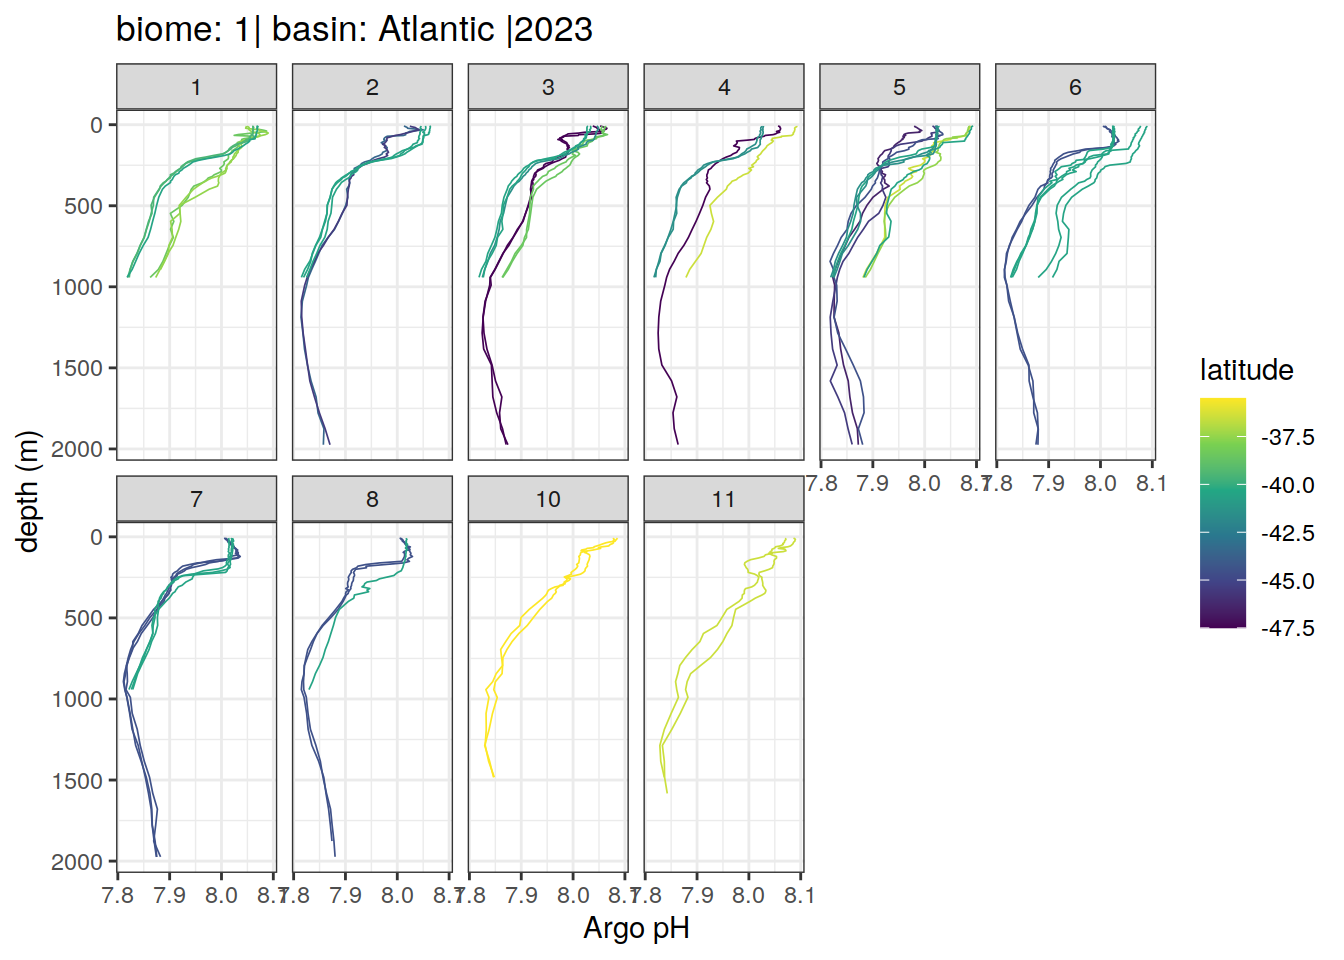 biome: 1| basin: Atlantic |2023
1 2 3 4 5 6
0
500
1000
1500
2000
7.8 7.9 8.0 8.1 7.8 7.9 8.0 8.1
7 8 10 11
0
500
1000
1500
2000
7.8 7.9 8.0 8.1 7.8 7.9 8.0 8.1 7.8 7.9 8.0 8.1 7.8 7.9 8.0 8.1
depth (m)
Argo pH
latitude
-37.5
-40.0
-42.5
-45.0
-47.5